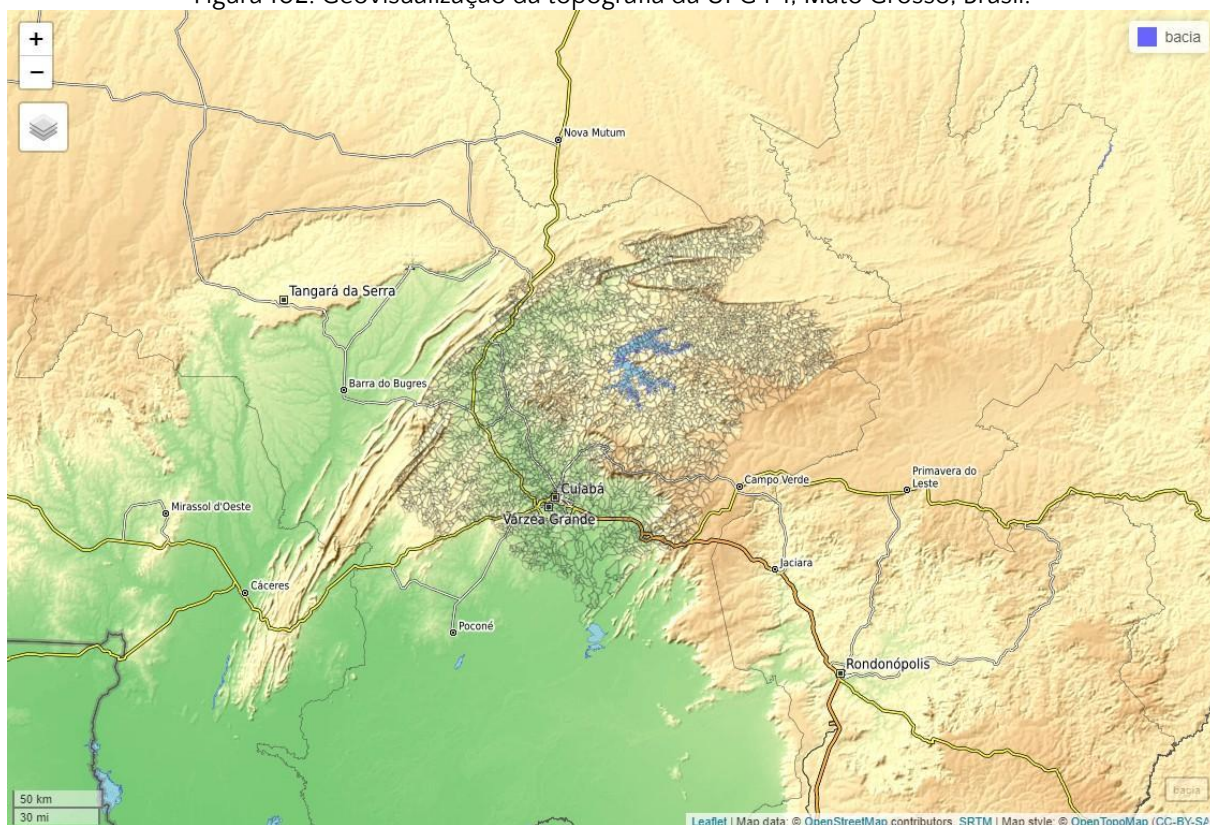 +
bacia
−
Nova Mutum
Tangará da Serra
Barra do Bugres
Campo Verde
Primavera do
Leste
Cuiabá
Mirassol d'Oeste
Várzea Grande
Jaciara
Cáceres
Poconé
Rondonópolis
50 km
30 mi
bacia
Leaflet | Map data: © OpenStreetMap contributors, SRTM | Map style: © OpenTopoMap (CC-BY-SA